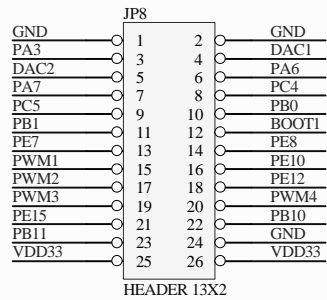 JP8
GND 1 2 GND
PA3 3 4 DAC1
DAC2 5 6 PA6
PA7 7 8 PC4
PC5 9 10 PB0
PB1 11 12 BOOT1
PE7 13 14 PE8
PWM1 15 16 PE10
PWM2 17 18 PE12
PWM3 19 20 PWM4
PE15 21 22 PB10
PB11 23 24 GND
VDD33 25 26 VDD33
HEADER 13X2